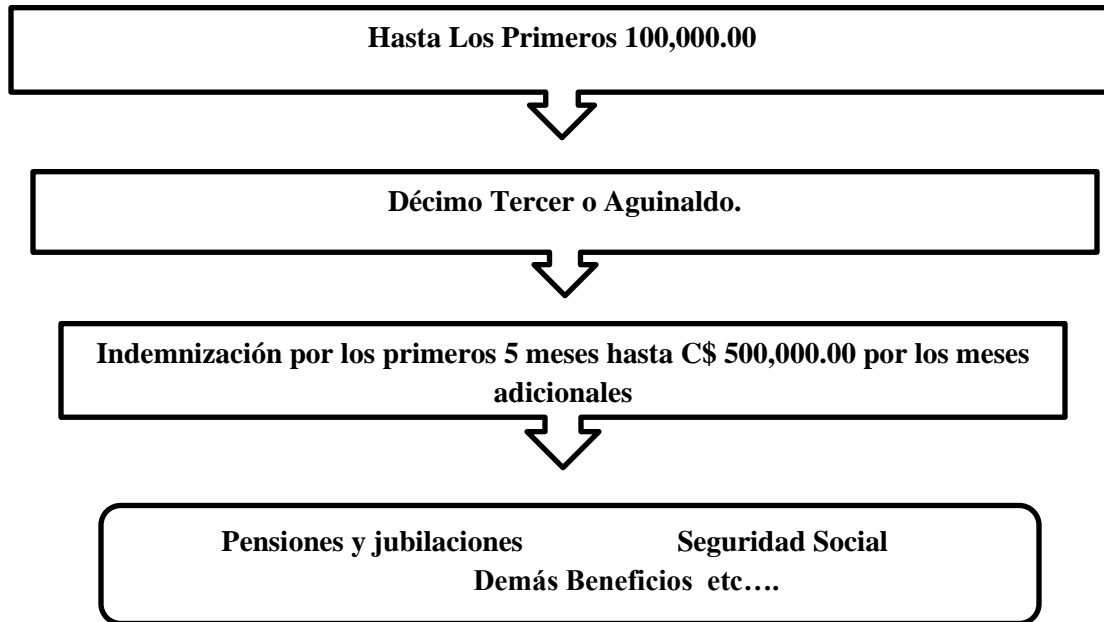 Hasta Los Primeros 100,000.00
Décimo Tercer o Aguinaldo.
Indemnización por los primeros 5 meses hasta C$ 500,000.00 por los meses
adicionales
Pensiones y jubilaciones Seguridad Social
Demás Beneficios etc….